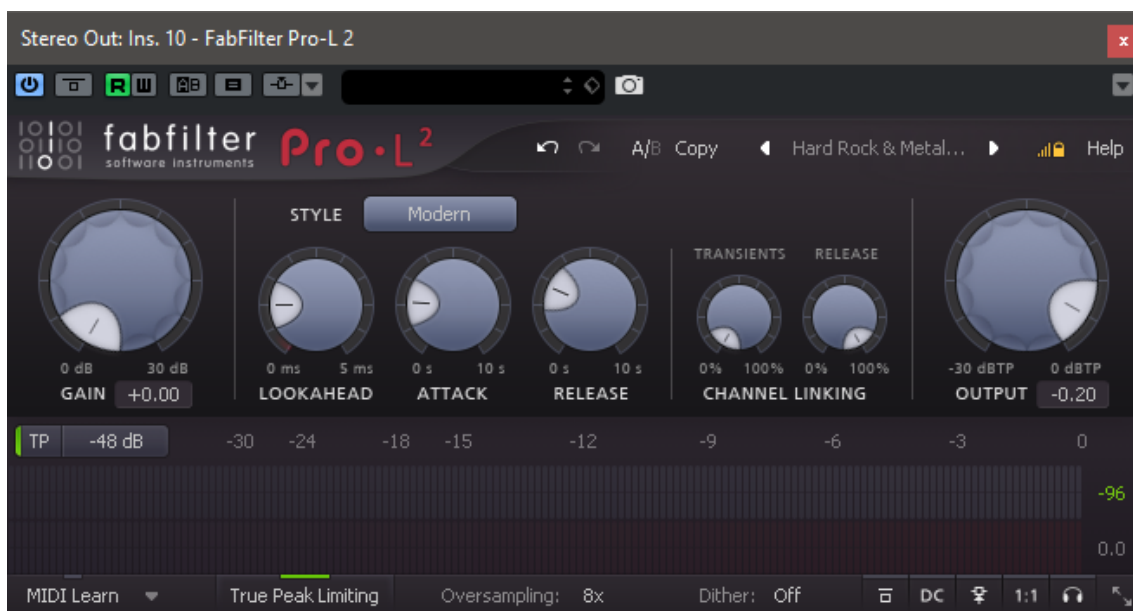 Stereo Out: Ins. 10 - FabFilter Pro-L 2
x
R W AB
fabfilter
software instruments
Pro·L 2
A/B Copy Hard Rock & Metal... Help
STYLE Modern
TRANSIENTS RELEASE
0 dB 30 dB 0 ms 5 ms 0 s 10 s 0 s 10 s 0% 100% 0% 100% -30 dBTP 0 dBTP
GAIN +0.00 LOOKAHEAD ATTACK RELEASE CHANNEL LINKING OUTPUT -0.20
TP -48 dB -30 -24 -18 -15 -12 -9 -6 -3 0
-96
0.0
MIDI Learn True Peak Limiting Oversampling: 8x Dither: Off DC 1:1